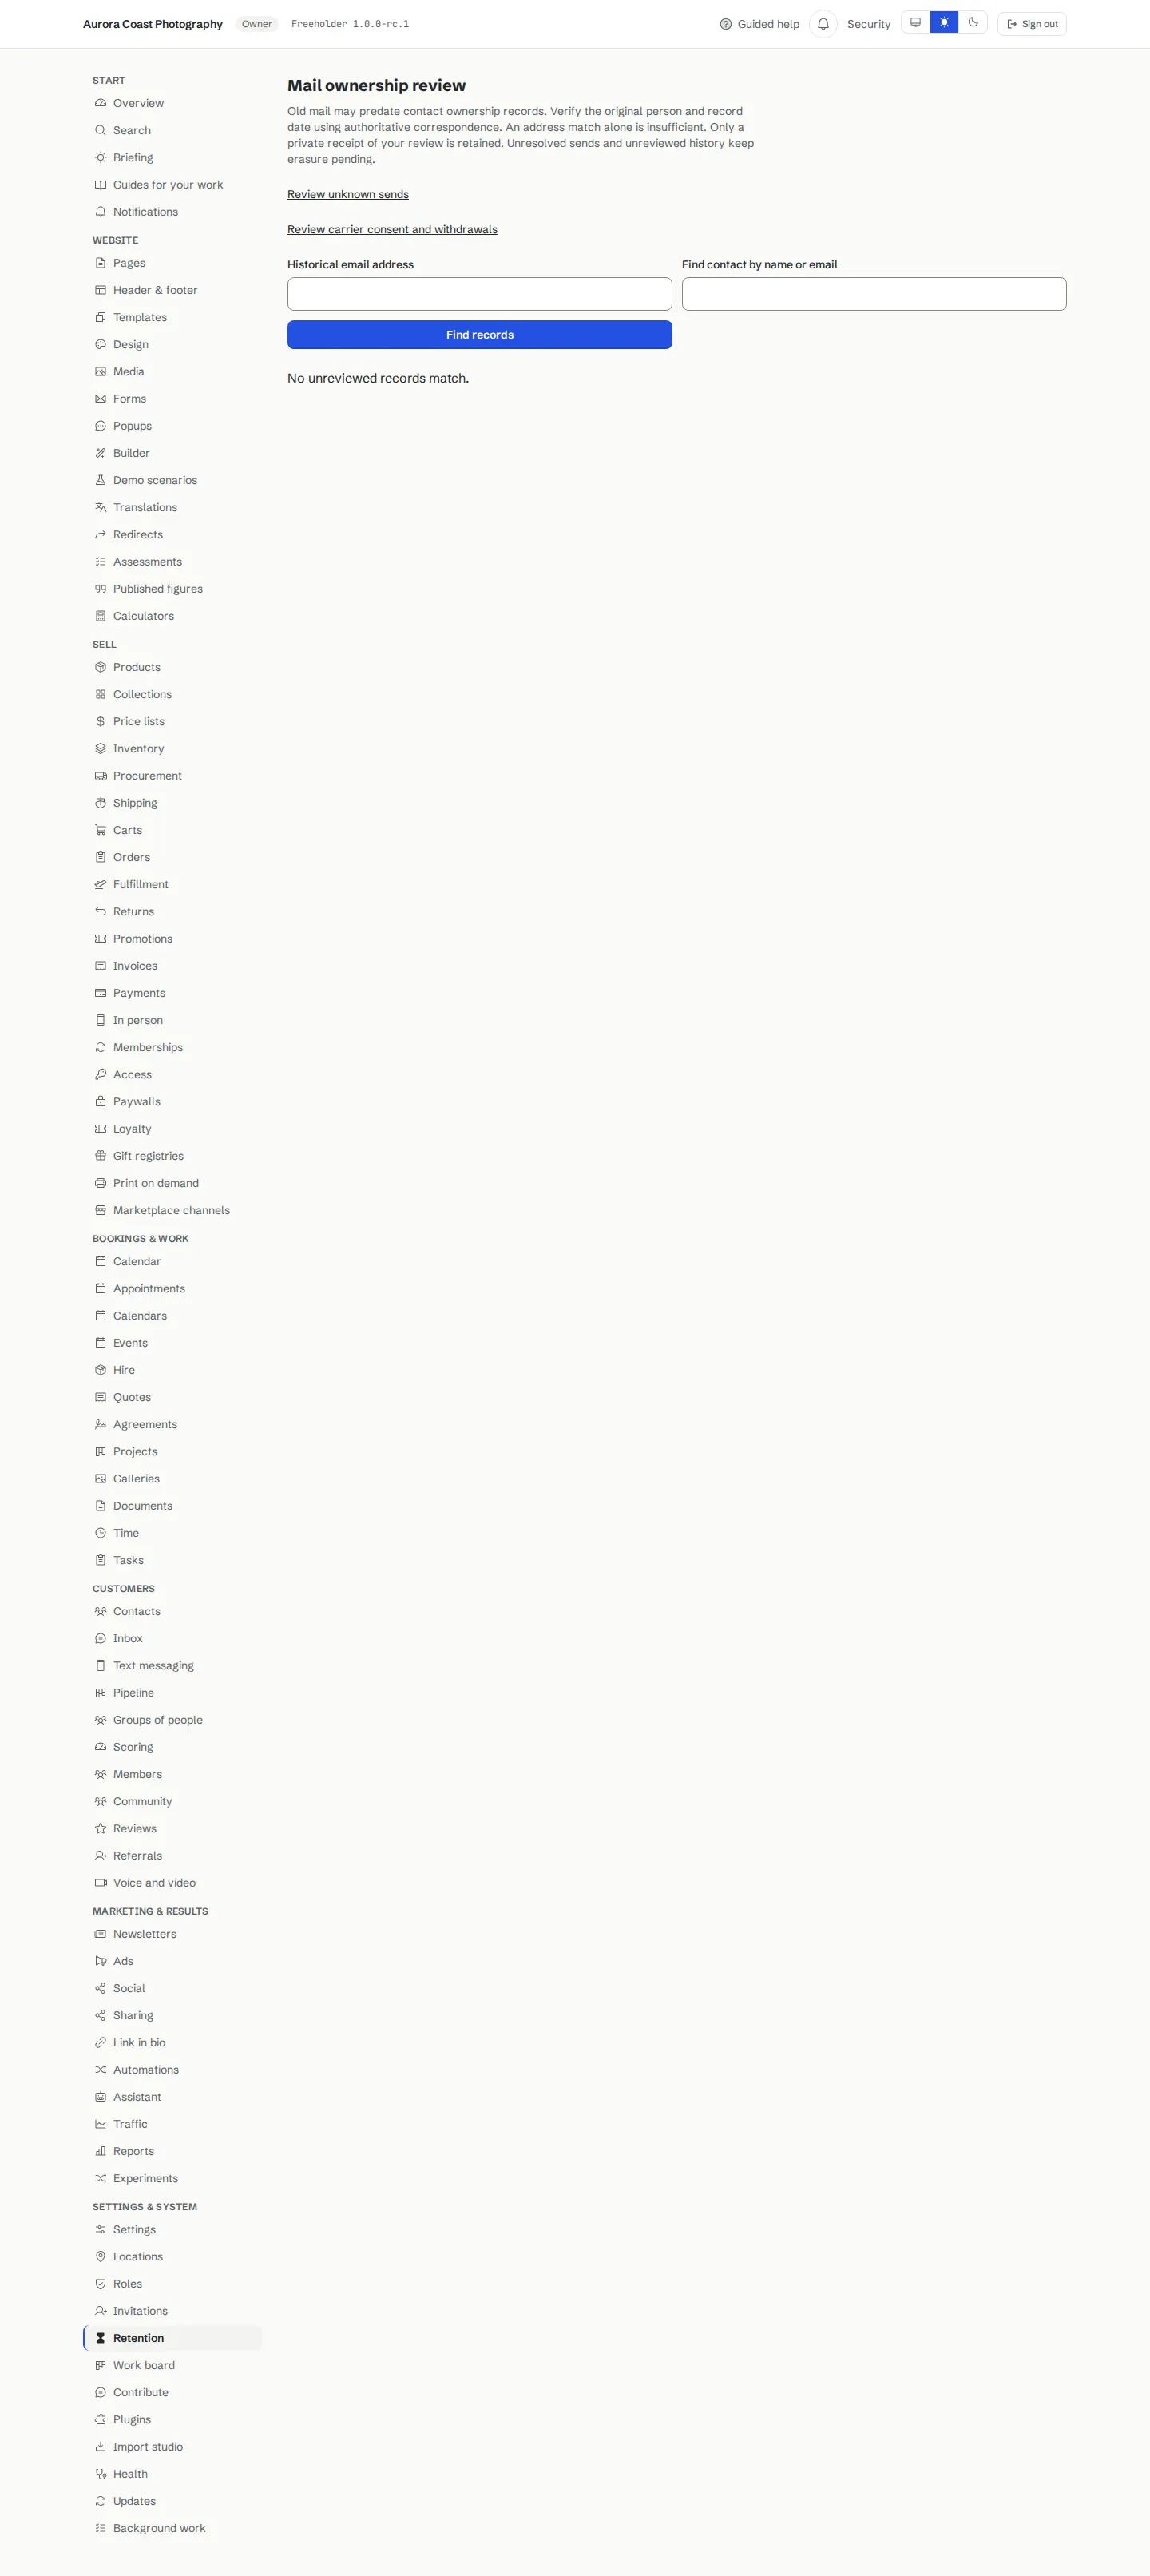 Aurora Coast Photography Owner Freeholder 1.0.0-rc.1 Guided help Security Sign out
START
Overview
Search
Briefing
Guides for your work
Notifications
WEBSITE
Pages
Header & footer
Templates
Design
Media
Forms
Popups
Builder
Demo scenarios
Translations
Redirects
Assessments
Published figures
Calculators
SELL
Products
Collections
Price lists
Inventory
Procurement
Shipping
Carts
Orders
Fulfillment
Returns
Promotions
Invoices
Payments
In person
Memberships
Access
Paywalls
Loyalty
Gift registries
Print on demand
Marketplace channels
BOOKINGS & WORK
Calendar
Appointments
Calendars
Events
Hire
Quotes
Agreements
Projects
Galleries
Documents
Time
Tasks
CUSTOMERS
Contacts
Inbox
Text messaging
Pipeline
Groups of people
Scoring
Members
Community
Reviews
Referrals
Voice and video
MARKETING & RESULTS
Newsletters
Ads
Social
Sharing
Link in bio
Automations
Assistant
Traffic
Reports
Experiments
SETTINGS & SYSTEM
Settings
Locations
Roles
Invitations
Retention
Work board
Contribute
Plugins
Import studio
Health
Updates
Background work
Mail ownership review
Old mail may predate contact ownership records. Verify the original person and record
date using authoritative correspondence. An address match alone is insufficient. Only a
private receipt of your review is retained. Unresolved sends and unreviewed history keep
erasure pending.
Review unknown sends
Review carrier consent and withdrawals
Historical email address
Find contact by name or email
Find records
No unreviewed records match.